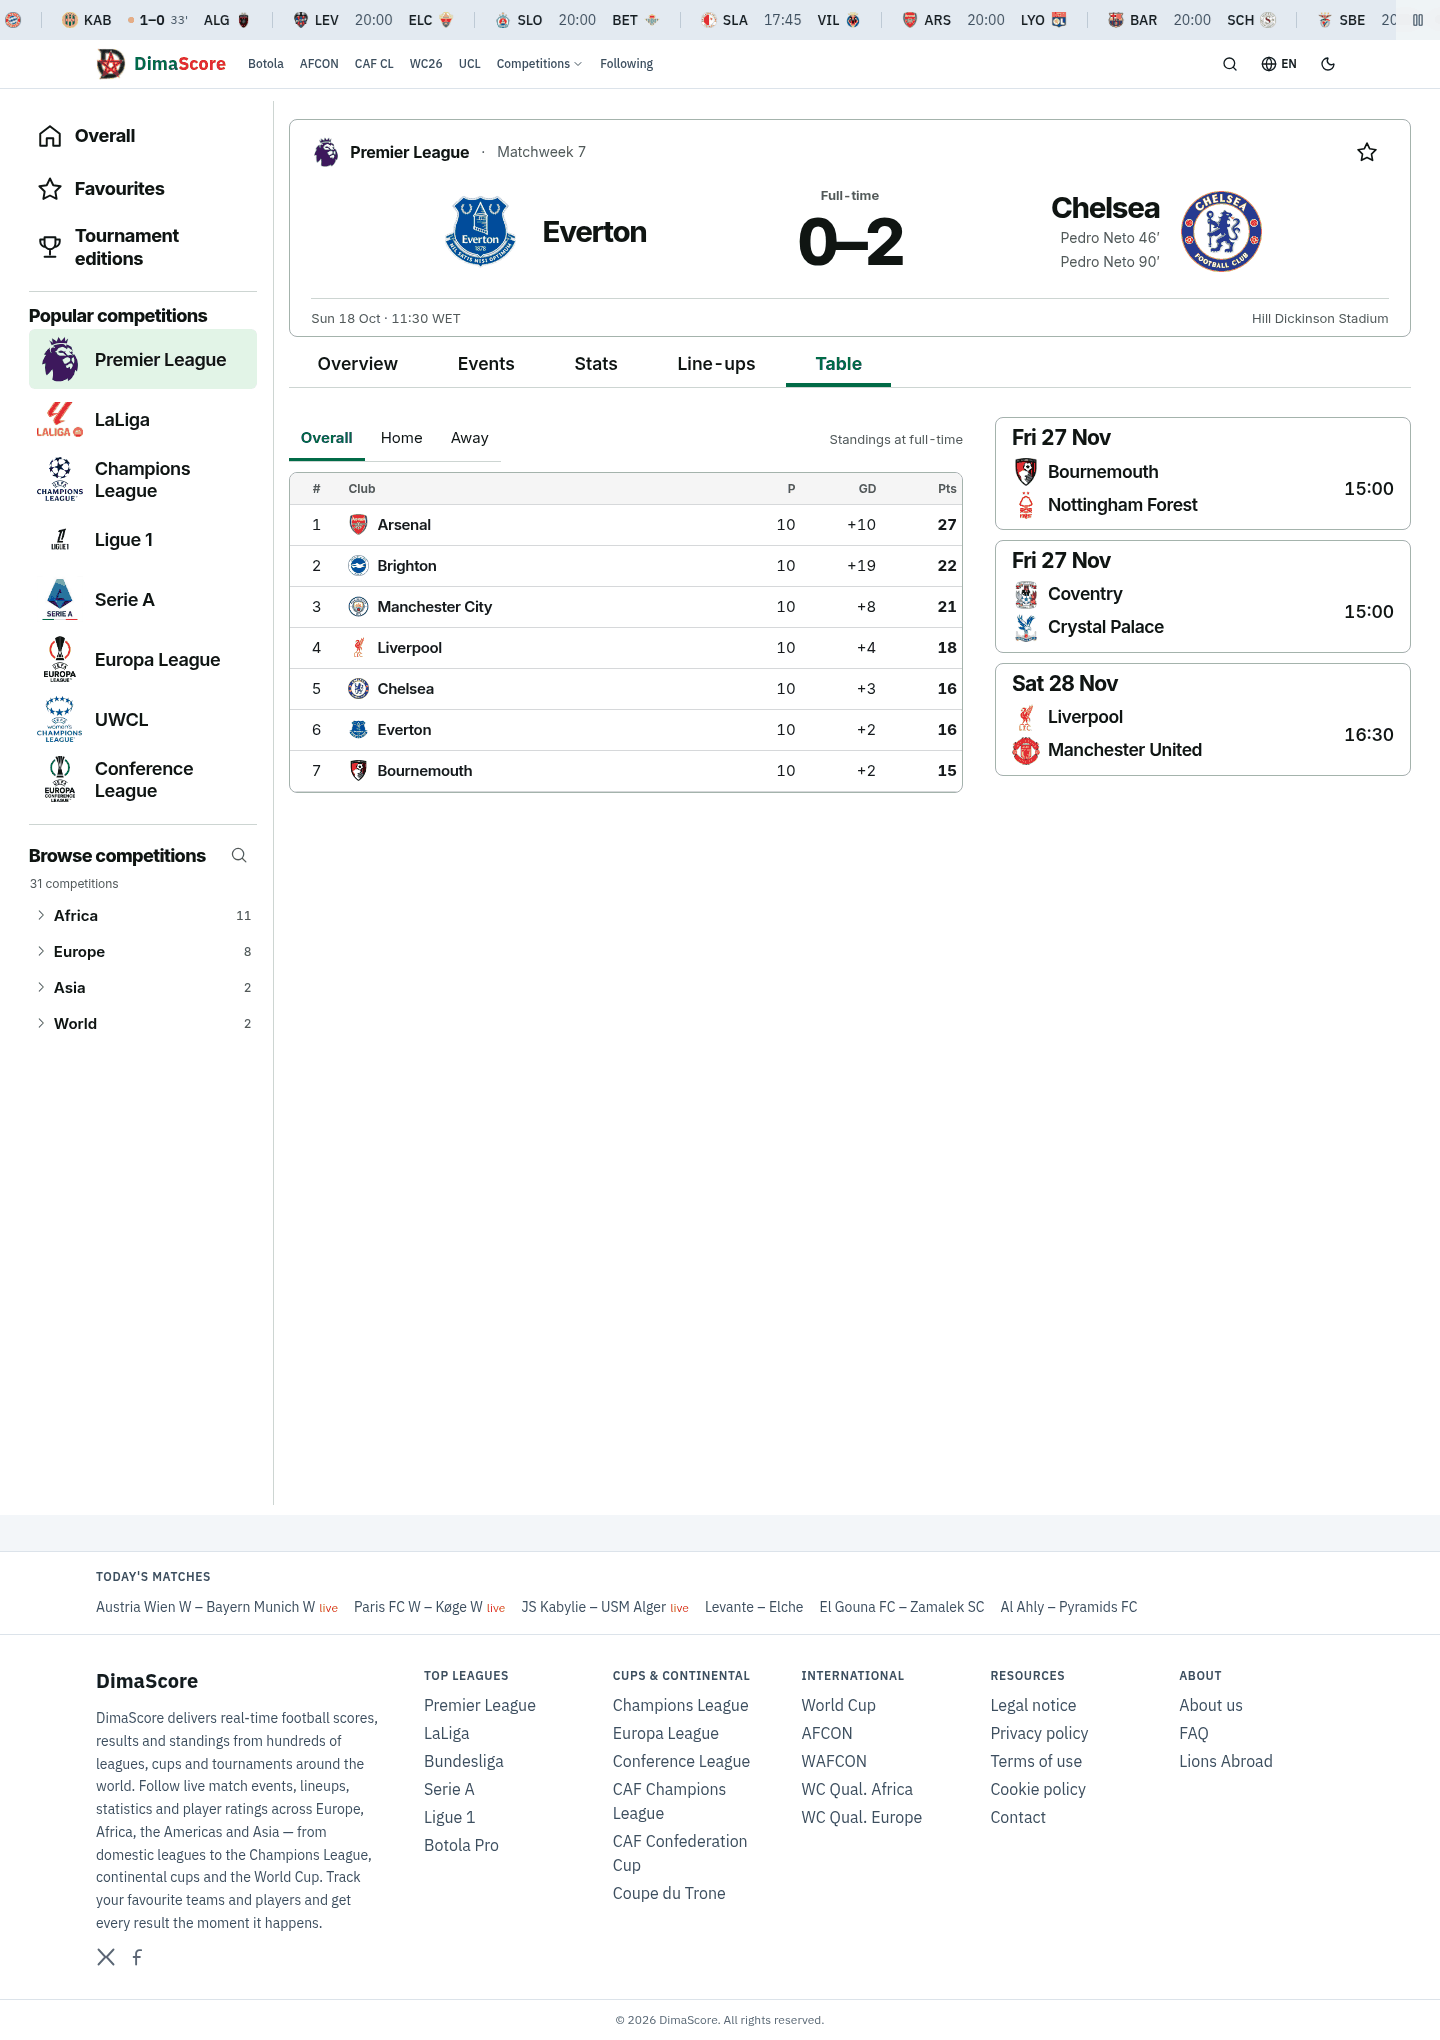 KAB 1–0 33' ALG
LEV 20:00 ELC
SLO 20:00 BET
SLA 17:45 VIL
ARS 20:00 LYO
BAR 20:00 SCH
SBE 20
DimaScore
Botola AFCON CAF CL WC26 UCL Competitions Following
EN
Overall
Favourites
Tournament
editions
Popular competitions
Premier League
LaLiga
Champions
League
Ligue 1
Serie A
Europa League
UWCL
Conference
League
Browse competitions
31 competitions
Africa 11
Europe 8
Asia 2
World 2
Premier League · Matchweek 7
Full-time
Everton
0–2
Chelsea
Pedro Neto 46'
Pedro Neto 90'
Sun 18 Oct · 11:30 WET
Hill Dickinson Stadium
Overview Events Stats Line-ups Table
Overall Home Away
Standings at full-time
# Club P GD Pts
1 Arsenal 10 +10 27
2 Brighton 10 +19 22
3 Manchester City 10 +8 21
4 Liverpool 10 +4 18
5 Chelsea 10 +3 16
6 Everton 10 +2 16
7 Bournemouth 10 +2 15
Fri 27 Nov
Bournemouth
Nottingham Forest
15:00
Fri 27 Nov
Coventry
Crystal Palace
15:00
Sat 28 Nov
Liverpool
Manchester United
16:30
TODAY'S MATCHES
Austria Wien W – Bayern Munich W live Paris FC W – Køge W live JS Kabylie – USM Alger live Levante – Elche El Gouna FC – Zamalek SC Al Ahly – Pyramids FC
DimaScore
DimaScore delivers real-time football scores,
results and standings from hundreds of
leagues, cups and tournaments around the
world. Follow live match events, lineups,
statistics and player ratings across Europe,
Africa, the Americas and Asia — from
domestic leagues to the Champions League,
continental cups and the World Cup. Track
your favourite teams and players and get
every result the moment it happens.
TOP LEAGUES
Premier League
LaLiga
Bundesliga
Serie A
Ligue 1
Botola Pro
CUPS & CONTINENTAL
Champions League
Europa League
Conference League
CAF Champions
League
CAF Confederation
Cup
Coupe du Trone
INTERNATIONAL
World Cup
AFCON
WAFCON
WC Qual. Africa
WC Qual. Europe
RESOURCES
Legal notice
Privacy policy
Terms of use
Cookie policy
Contact
ABOUT
About us
FAQ
Lions Abroad
© 2026 DimaScore. All rights reserved.